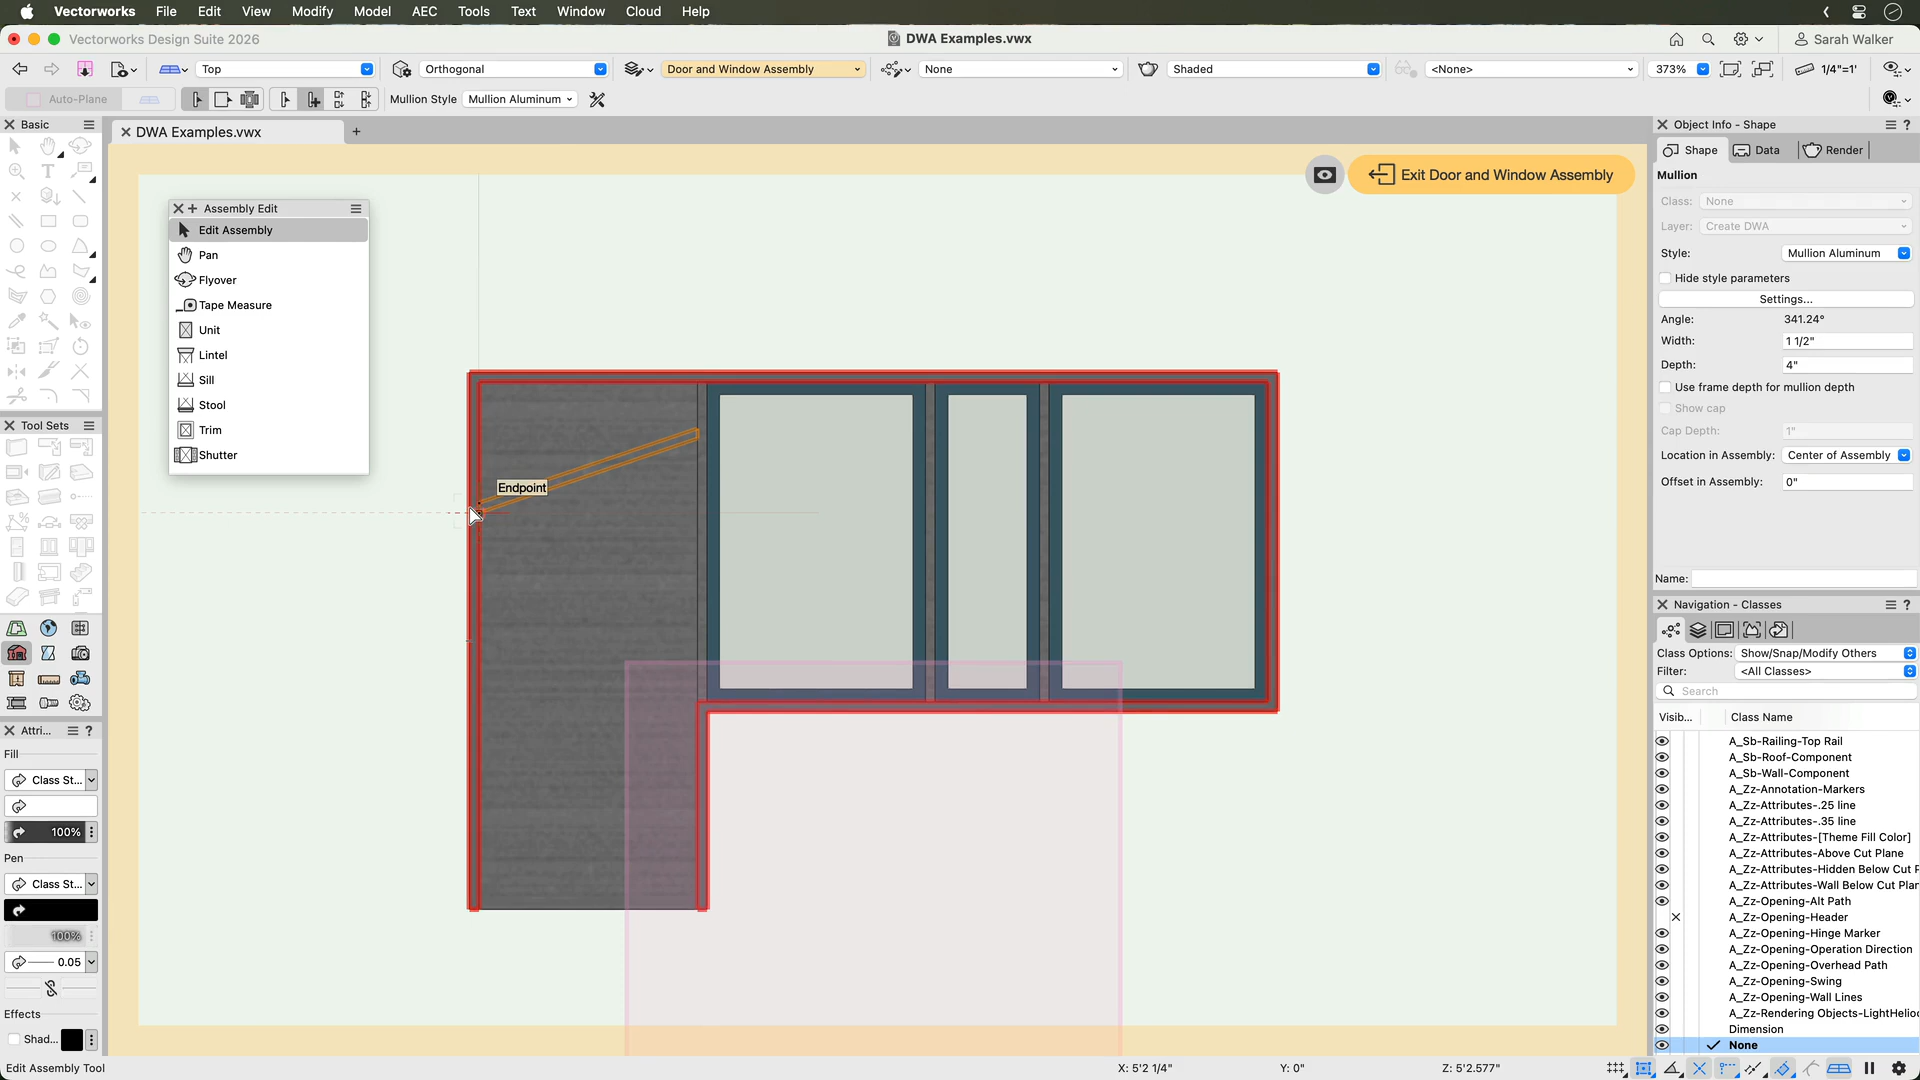 Vectorworks File Edit View Modify Model AEC Tools Text Window Cloud Help
Vectorworks Design Suite 2026
DWA Examples.vwx
Sarah Walker
Top
Orthogonal
Door and Window Assembly
None
Shaded
<None>
373%
1/4"=1'
Auto-Plane
Mullion Style
Mullion Aluminum
Basic
DWA Examples.vwx
Exit Door and Window Assembly
Assembly Edit
Edit Assembly
Pan
Flyover
Tape Measure
Unit
Lintel
Sill
Stool
Trim
Shutter
Endpoint
Tool Sets
Attri...
Fill
Class St...
100%
Pen
Class St...
100%
0.05
Effects
Shad...
Object Info - Shape
Shape
Data
Render
Mullion
Class: None
Layer: Create DWA
Style: Mullion Aluminum
Hide style parameters
Settings...
Angle: 341.24°
Width: 1 1/2"
Depth: 4"
Use frame depth for mullion depth
Show cap
Cap Depth: 1"
Location in Assembly: Center of Assembly
Offset in Assembly: 0"
Name:
Navigation - Classes
Class Options: Show/Snap/Modify Others
Filter: <All Classes>
Search
Visib...
Class Name
A_Sb-Railing-Top Rail
A_Sb-Roof-Component
A_Sb-Wall-Component
A_Zz-Annotation-Markers
A_Zz-Attributes-.25 line
A_Zz-Attributes-.35 line
A_Zz-Attributes-[Theme Fill Color]
A_Zz-Attributes-Above Cut Plane
A_Zz-Attributes-Hidden Below Cut P
A_Zz-Attributes-Wall Below Cut Plan
A_Zz-Opening-Alt Path
A_Zz-Opening-Header
A_Zz-Opening-Hinge Marker
A_Zz-Opening-Operation Direction
A_Zz-Opening-Overhead Path
A_Zz-Opening-Swing
A_Zz-Opening-Wall Lines
A_Zz-Rendering Objects-LightHelio
Dimension
None
Edit Assembly Tool
X: 5'2 1/4"
Y: 0"
Z: 5'2.577"